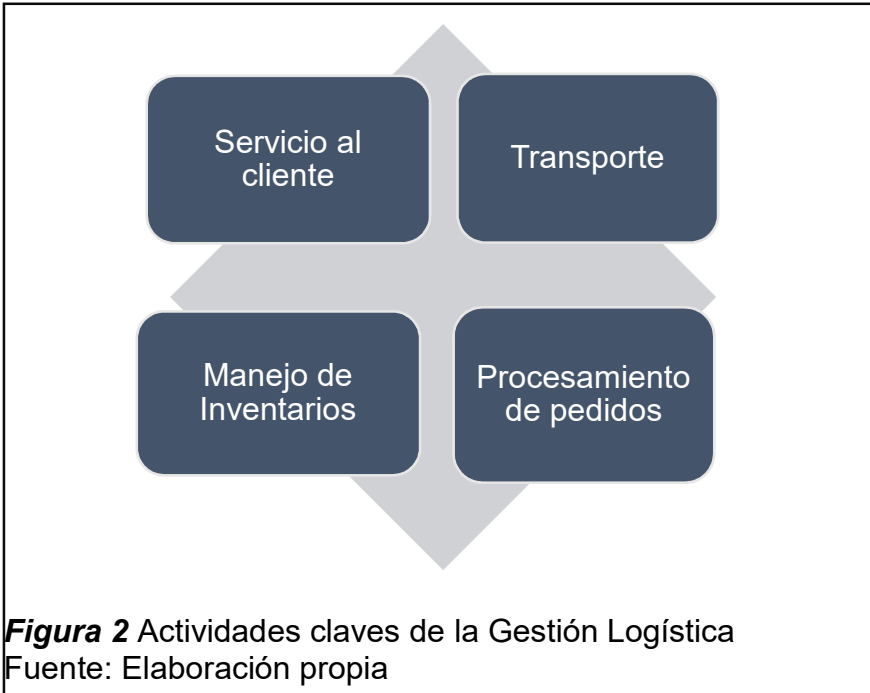 Servicio al
cliente
Transporte
Manejo de
Inventarios
Procesamiento
de pedidos
Figura 2 Actividades claves de la Gestión Logística
Fuente: Elaboración propia